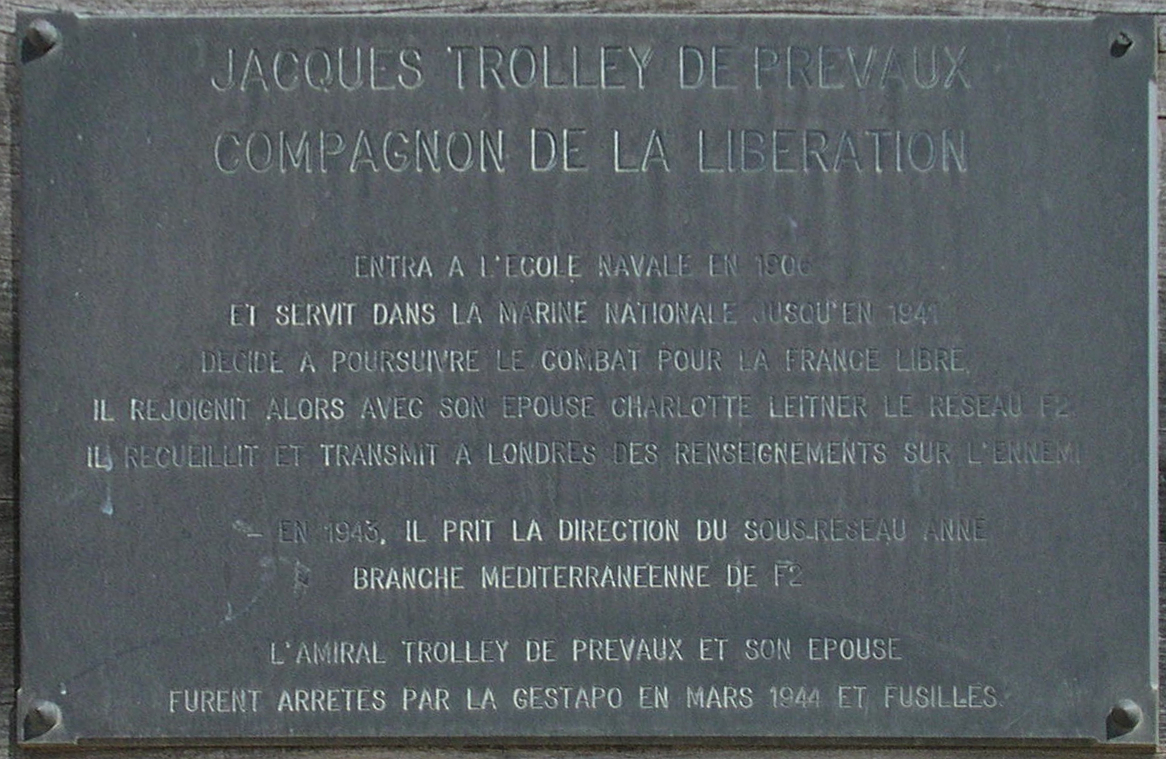 JACQUES TROLLEY DE PREVAUX
COMPAGNON DE LA LIBERATION
ENTRA A L'ECOLE NAVALE EN 1906
ET SERVIT DANS LA MARINE NATIONALE JUSQU'EN 1941
DECIDE A POURSUIVRE LE COMBAT POUR LA FRANCE LIBRE,
IL REJOIGNIT ALORS AVEC SON EPOUSE CHARLOTTE LEITNER LE RESEAU F2.
IL RECUEILLIT ET TRANSMIT A LONDRES DES RENSEIGNEMENTS SUR L'ENNEMI
EN 1943, IL PRIT LA DIRECTION DU SOUS-RESEAU ANNE
BRANCHE MEDITERRANEENNE DE F2
L'AMIRAL TROLLEY DE PREVAUX ET SON EPOUSE
FURENT ARRETES PAR LA GESTAPO EN MARS 1944 ET FUSILLES.